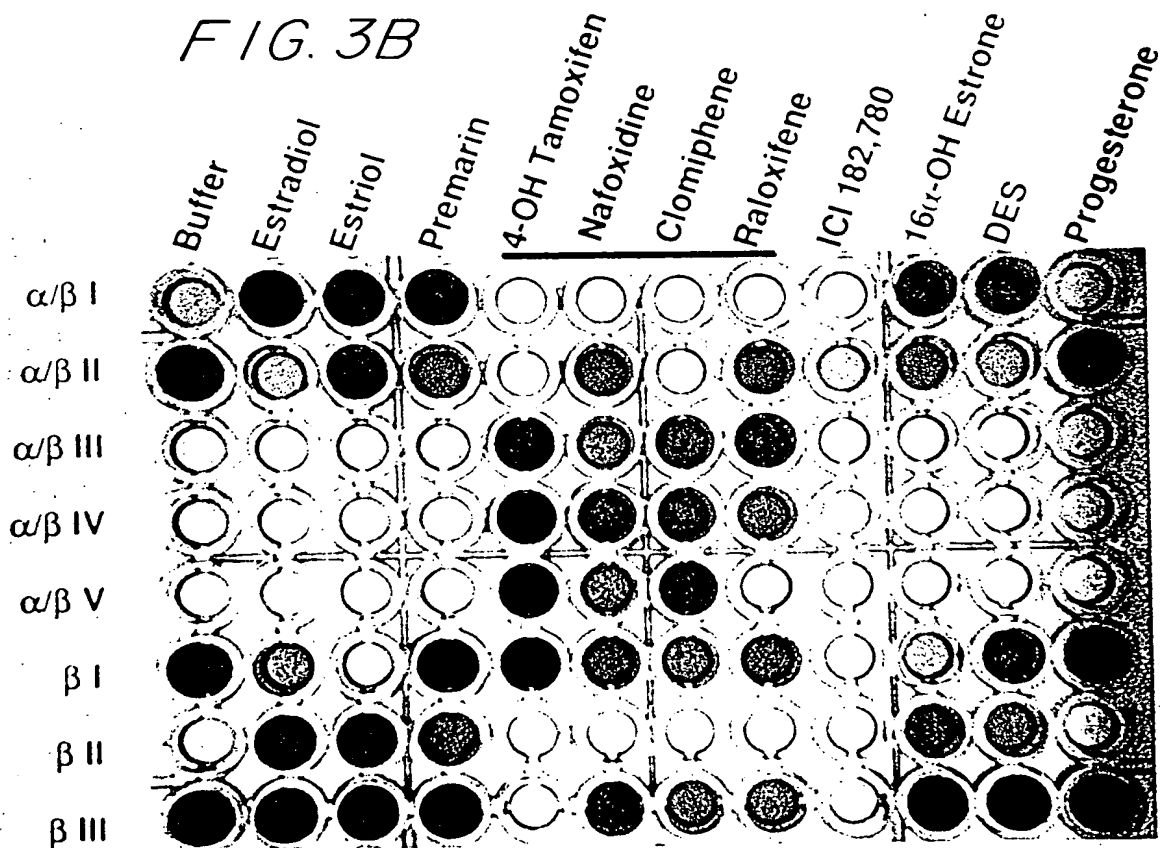 FIG. 3B
Buffer
Estradiol
Estriol
Premarin
4-OH Tamoxifen
Nafoxidine
Clomiphene
Raloxifene
ICI 182,780
16α-OH Estrone
DES
Progesterone
α/β I
α/β II
α/β III
α/β IV
α/β V
β I
β II
β III